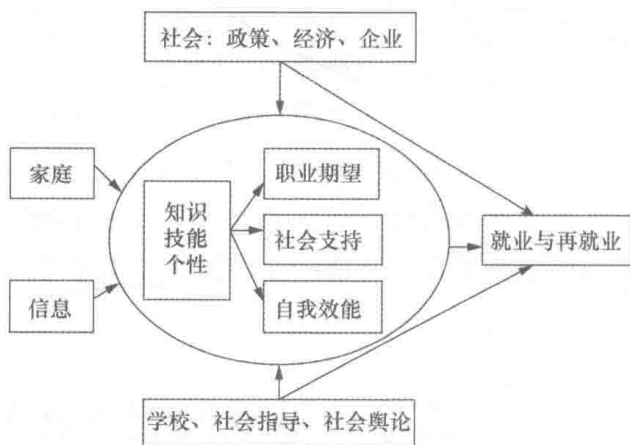 社会：政策、经济、企业
家庭
职业期望
知识
技能
个性
社会支持
就业与再就业
信息
自我效能
学校、社会指导、社会舆论